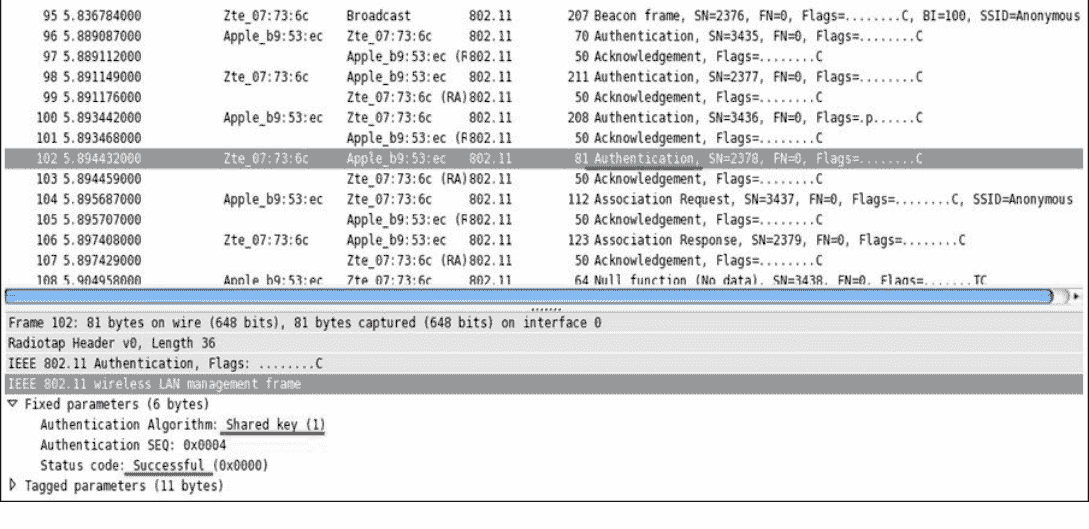 95 5.836784000 Zte_07:73:6c Broadcast 802.11 207 Beacon frame, SN=2376, FN=0, Flags=........C, BI=100, SSID=Anonymous
96 5.889087000 Apple_b9:53:ec Zte_07:73:6c 802.11 70 Authentication, SN=3435, FN=0, Flags=........C
97 5.889112000 Apple_b9:53:ec (R802.11 50 Acknowledgement, Flags=........C
98 5.891149000 Zte_07:73:6c Apple_b9:53:ec 802.11 211 Authentication, SN=2377, FN=0, Flags=........C
99 5.891176000 Zte_07:73:6c (RA)802.11 50 Acknowledgement, Flags=........C
100 5.893442000 Apple_b9:53:ec Zte_07:73:6c 802.11 208 Authentication, SN=3436, FN=0, Flags=.p......C
101 5.893468000 Apple_b9:53:ec (R802.11 50 Acknowledgement, Flags=........C
102 5.894432000 Zte_07:73:6c Apple_b9:53:ec 802.11 81 Authentication, SN=2378, FN=0, Flags=........C
103 5.894459000 Zte_07:73:6c (RA)802.11 50 Acknowledgement, Flags=........C
104 5.895687000 Apple_b9:53:ec Zte_07:73:6c 802.11 112 Association Request, SN=3437, FN=0, Flags=........C, SSID=Anonymous
105 5.895707000 Apple_b9:53:ec (R802.11 50 Acknowledgement, Flags=........C
106 5.897408000 Zte_07:73:6c Apple_b9:53:ec 802.11 123 Association Response, SN=2379, FN=0, Flags=........C
107 5.897429000 Zte_07:73:6c (RA)802.11 50 Acknowledgement, Flags=........C
108 5.904958000 Apple_b9:53:ec Zte_07:73:6c 802.11 64 Null function (No data), SN=3438, FN=0, Flags=.......TC
Frame 102: 81 bytes on wire (648 bits), 81 bytes captured (648 bits) on interface 0
Radiotap Header v0, Length 36
IEEE 802.11 Authentication, Flags: ........C
IEEE 802.11 wireless LAN management frame
Fixed parameters (6 bytes)
Authentication Algorithm: Shared key (1)
Authentication SEQ: 0x0004
Status code: Successful (0x0000)
Tagged parameters (11 bytes)